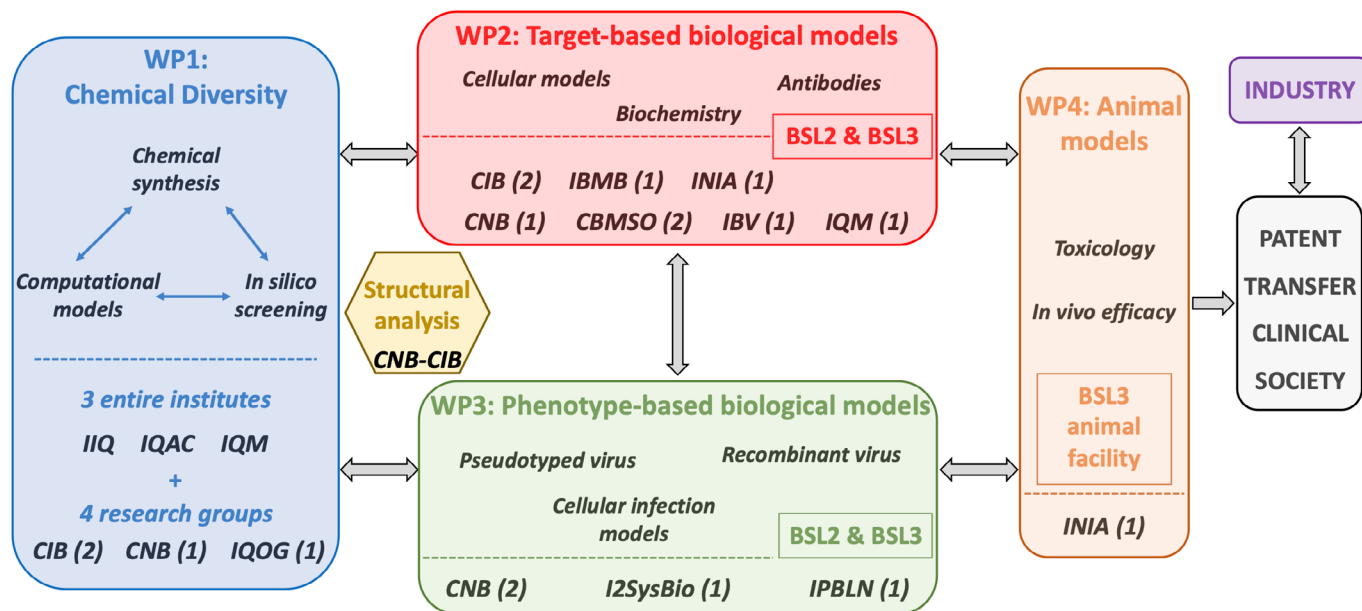 WP1:
Chemical Diversity
Chemical
synthesis
Computational
models
In silico
screening
3 entire institutes
IIQ IQAC IQM
+
4 research groups
CIB (2) CNB (1) IQOG (1)
WP2: Target-based biological models
Cellular models
Antibodies
Biochemistry
BSL2 & BSL3
CIB (2) IBMB (1) INIA (1)
CNB (1) CBMSO (2) IBV (1) IQM (1)
Structural
analysis
CNB-CIB
WP3: Phenotype-based biological models
Pseudotyped virus
Recombinant virus
Cellular infection
models
BSL2 & BSL3
CNB (2) I2SysBio (1) IPBLN (1)
WP4: Animal
models
Toxicology
In vivo efficacy
BSL3
animal
facility
INIA (1)
INDUSTRY
PATENT
TRANSFER
CLINICAL
SOCIETY